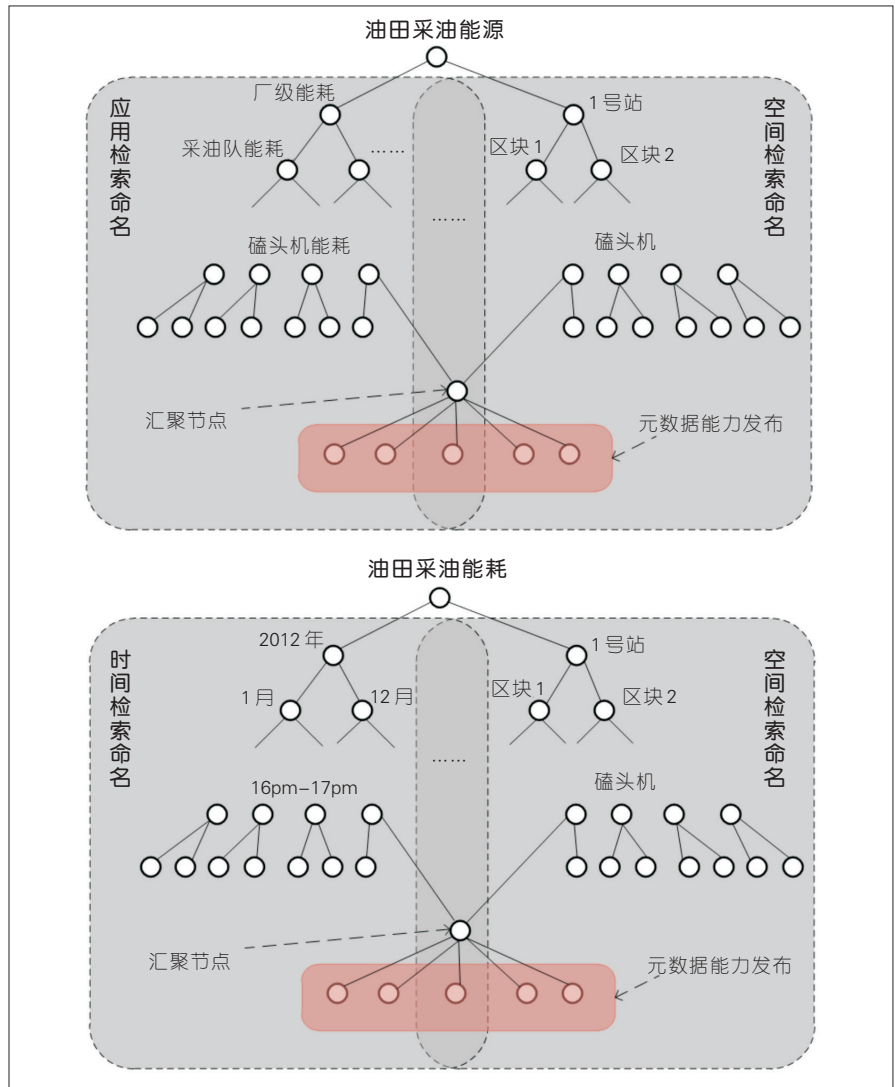 油田采油能源
应用检索命名
厂级能耗
1号站
空间检索命名
采油队能耗
……
区块1
区块2
……
磕头机能耗
磕头机
汇聚节点
元数据能力发布
油田采油能耗
时间检索命名
2012年
1号站
空间检索命名
1月
12月
区块1
区块2
……
16pm-17pm
磕头机
汇聚节点
元数据能力发布